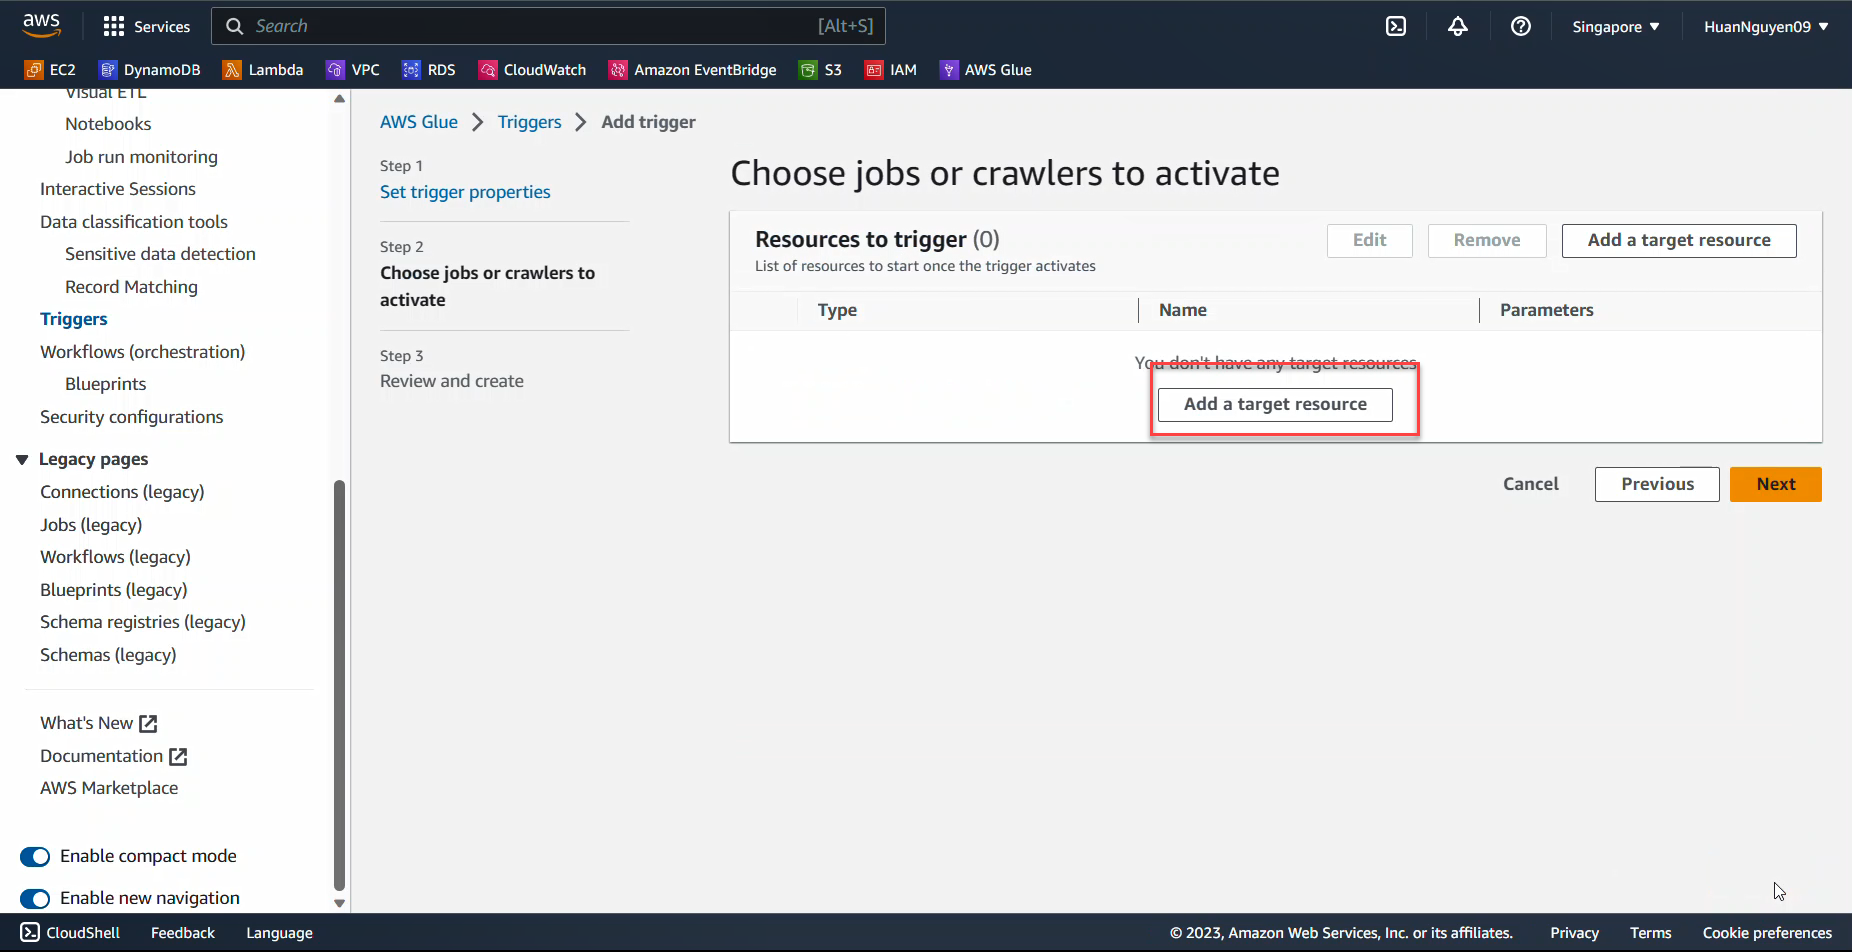 aws
Services
Search
[Alt+S]
Singapore
HuanNguyen09
EC2
DynamoDB
Lambda
VPC
RDS
CloudWatch
Amazon EventBridge
S3
IAM
AWS Glue
Visual ETL
Notebooks
Job run monitoring
Interactive Sessions
Data classification tools
Sensitive data detection
Record Matching
Triggers
Workflows (orchestration)
Blueprints
Security configurations
Legacy pages
Connections (legacy)
Jobs (legacy)
Workflows (legacy)
Blueprints (legacy)
Schema registries (legacy)
Schemas (legacy)
What's New
Documentation
AWS Marketplace
Enable compact mode
Enable new navigation
AWS Glue > Triggers > Add trigger
Step 1
Set trigger properties
Step 2
Choose jobs or crawlers to
activate
Step 3
Review and create
Choose jobs or crawlers to activate
Resources to trigger (0)
List of resources to start once the trigger activates
Edit
Remove
Add a target resource
Type
Name
Parameters
You don't have any target resources
Add a target resource
Cancel
Previous
Next
CloudShell
Feedback
Language
© 2023, Amazon Web Services, Inc. or its affiliates.
Privacy
Terms
Cookie preferences